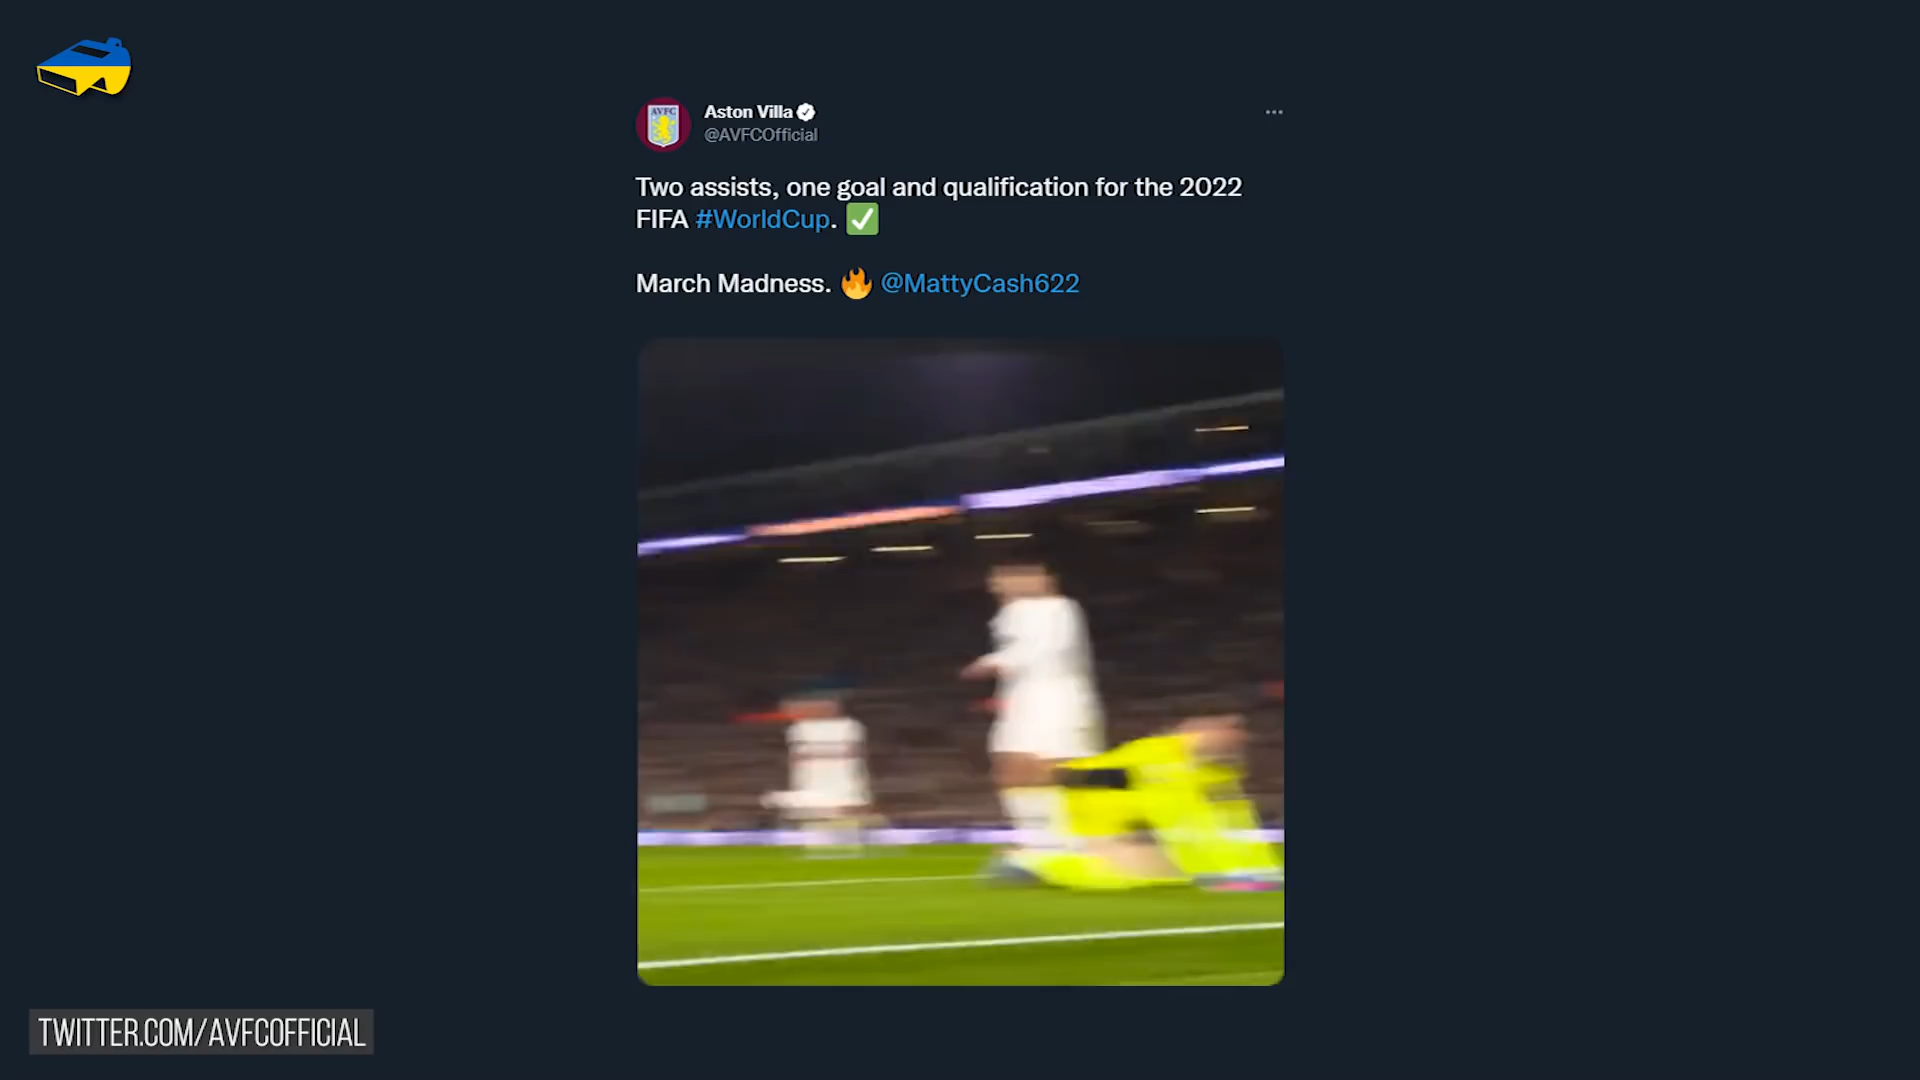 Aston Villa
@AVFCOfficial
Two assists, one goal and qualification for the 2022
FIFA #WorldCup. ✅
March Madness. 🔥 @MattyCash622
AVFC
TWITTER.COM/AVFCOFFICIAL